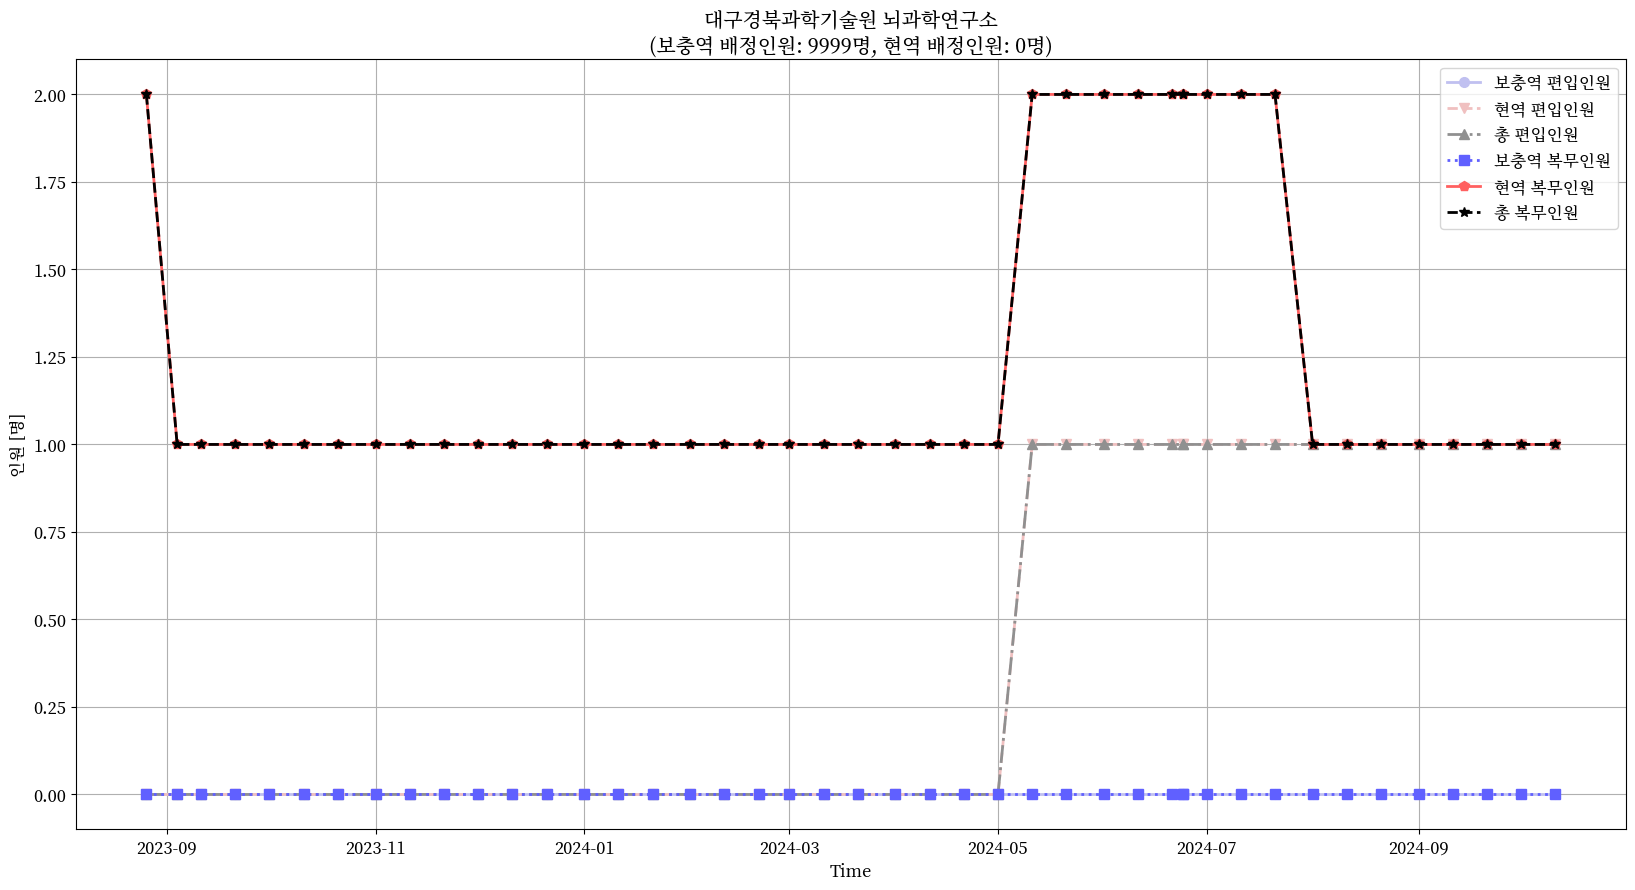 대구경북과학기술원 뇌과학연구소
(보충역 배정인원: 9999명, 현역 배정인원: 0명)
보충역 편입인원
현역 편입인원
총 편입인원
보충역 복무인원
현역 복무인원
총 복무인원
인원 [명]
2.00
1.75
1.50
1.25
1.00
0.75
0.50
0.25
0.00
2023-09
2023-11
2024-01
2024-03
2024-05
2024-07
2024-09
Time